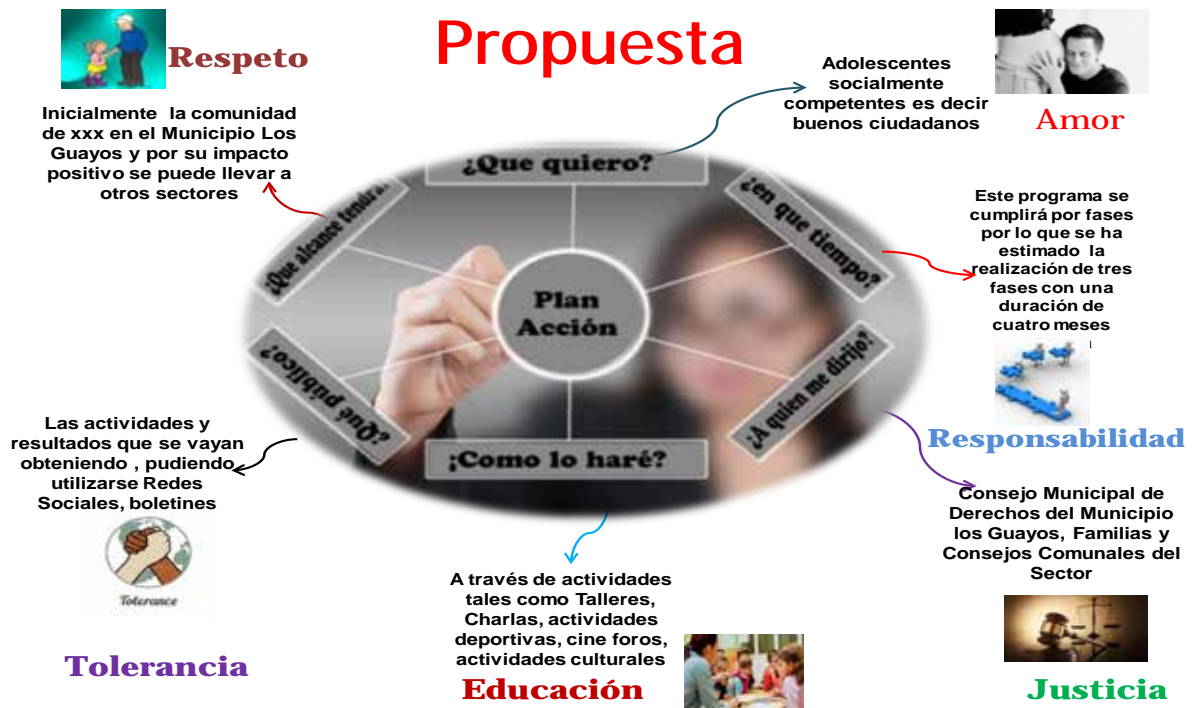 Propuesta
Respeto
Inicialmente la comunidad
de xxx en el Municipio Los
Guayos y por su impacto
positivo se puede llevar a
otros sectores
Adolescentes
socialmente
competentes es decir
buenos ciudadanos
Amor
¿Que quiero?
¿Que alcance tendrá?
¿en que tiempo?
Este programa se
cumplirá por fases
por lo que se ha
estimado la
realización de tres
fases con una
duración de
cuatro meses
Plan
Acción
¿Qué público?
¿A quien me dirijo?
¡Como lo haré?
Responsabilidad
Las actividades y
resultados que se vayan
obteniendo , pudiendo
utilizarse Redes
Sociales, boletines
Tolerance
Tolerancia
Consejo Municipal de
Derechos del Municipio
los Guayos, Familias y
Consejos Comunales del
Sector
A través de actividades
tales como Talleres,
Charlas, actividades
deportivas, cine foros,
actividades culturales
Educación
Justicia